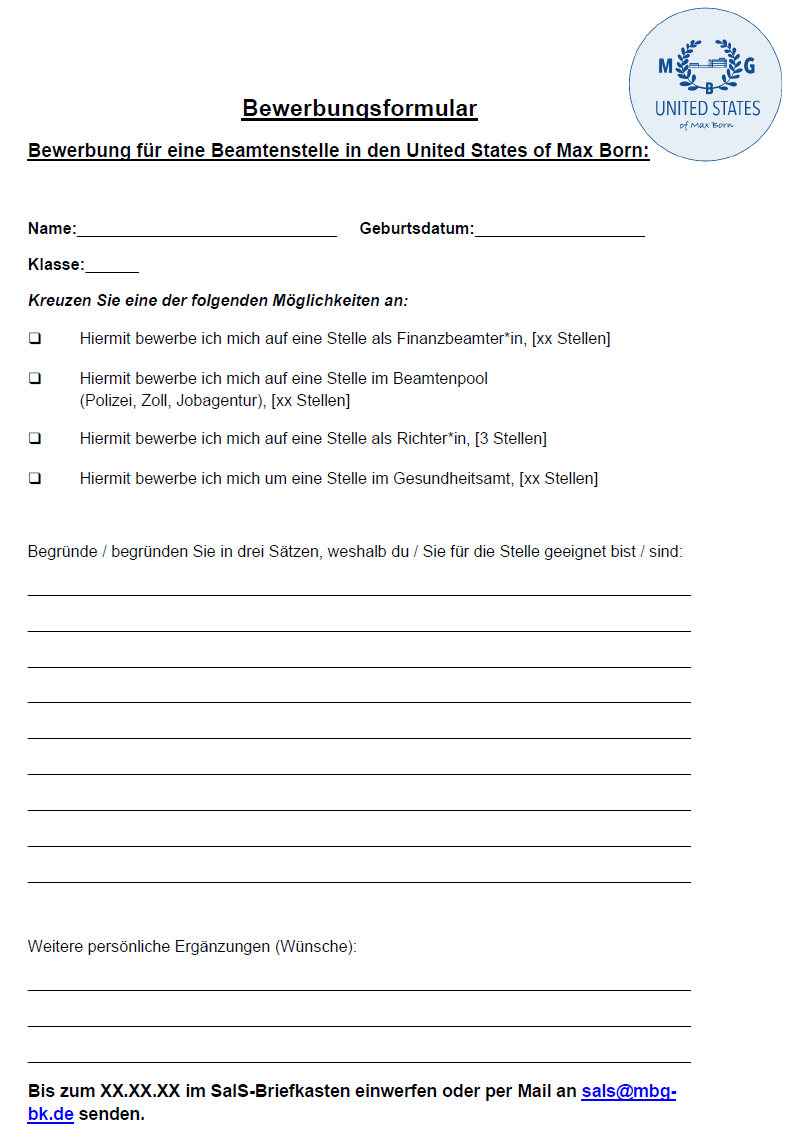 M G
B
UNITED STATES
of Max Born
Bewerbungsformular
Bewerbung für eine Beamtenstelle in den United States of Max Born:
Name:_____________________________ Geburtsdatum:___________________
Klasse:______
Kreuzen Sie eine der folgenden Möglichkeiten an:
❑ Hiermit bewerbe ich mich auf eine Stelle als Finanzbeamter*in, [xx Stellen]
❑ Hiermit bewerbe ich mich auf eine Stelle im Beamtenpool
(Polizei, Zoll, Jobagentur), [xx Stellen]
❑ Hiermit bewerbe ich mich auf eine Stelle als Richter*in, [3 Stellen]
❑ Hiermit bewerbe ich mich um eine Stelle im Gesundheitsamt, [xx Stellen]
Begründe / begründen Sie in drei Sätzen, weshalb du / Sie für die Stelle geeignet bist / sind:
Weitere persönliche Ergänzungen (Wünsche):
Bis zum XX.XX.XX im SalS-Briefkasten einwerfen oder per Mail an sals@mbg-
bk.de senden.